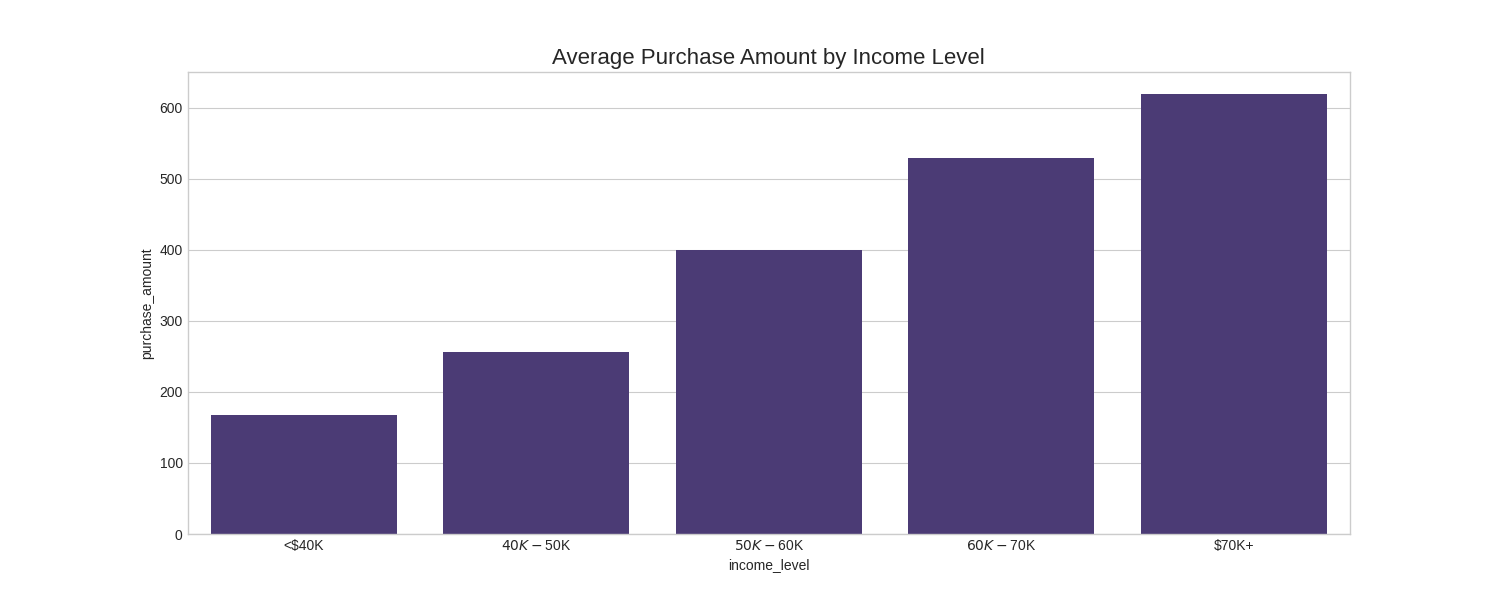 Average Purchase Amount by Income Level
purchase_amount
600
500
400
300
200
100
0
<$40K
40K − 50K
50K − 60K
60K − 70K
$70K+
income_level